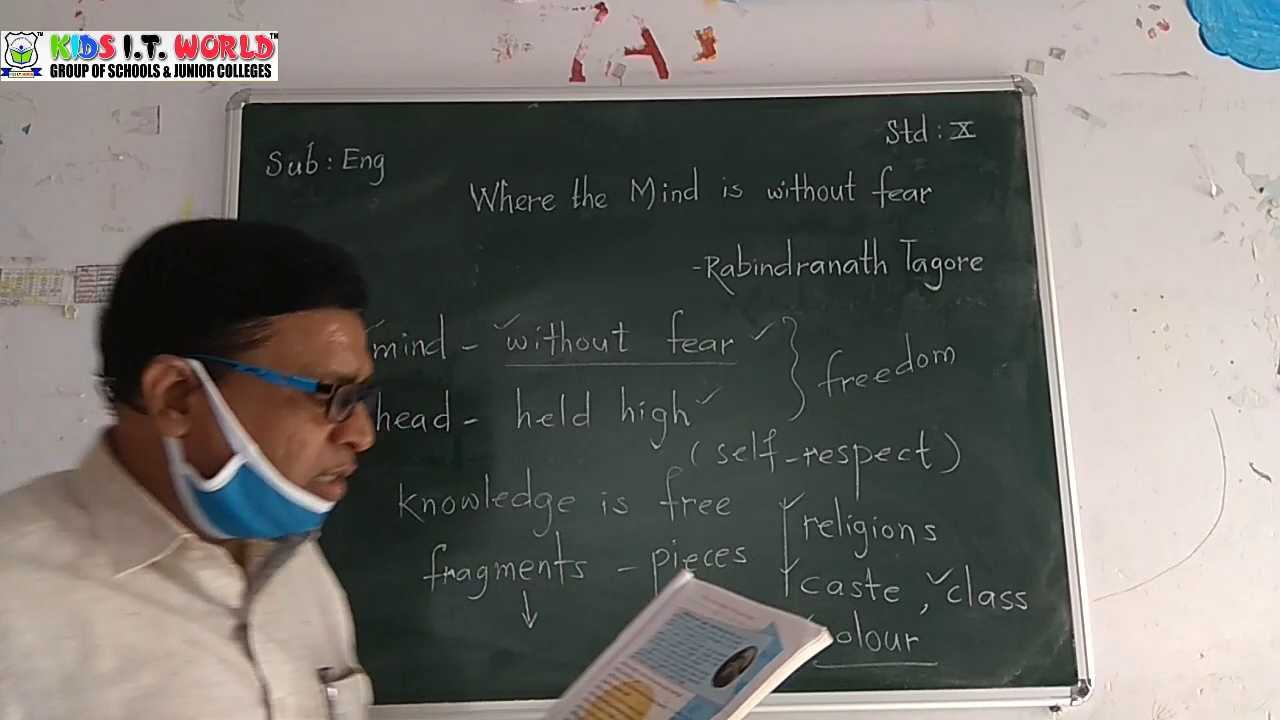 KIDS I.T. WORLD
GROUP OF SCHOOLS & JUNIOR COLLEGES
Sub : Eng
Std : X
Where the Mind is without fear
- Rabindranath Tagore
mind - without fear
freedom
head - held high
(self-respect)
knowledge is free
religions
fragments - pieces
caste, class
olour